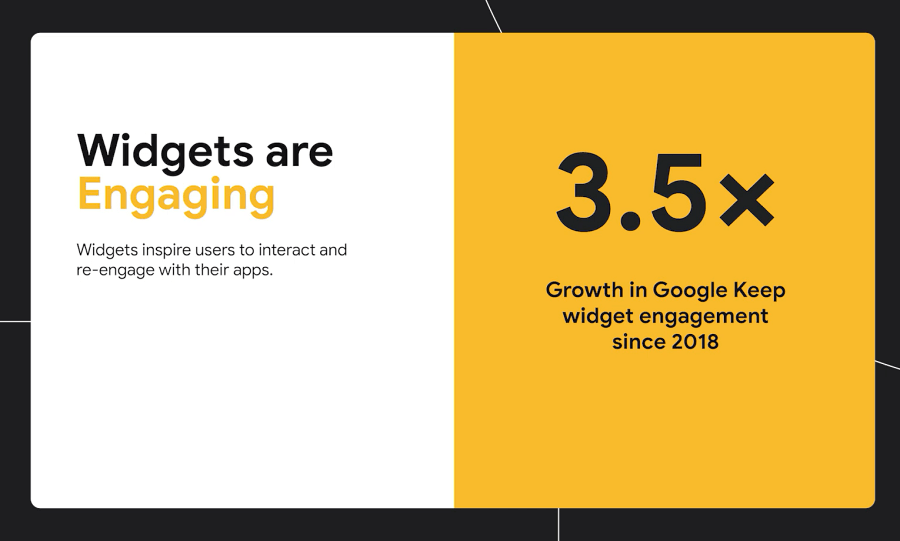 Widgets are
Engaging
Widgets inspire users to interact and
re-engage with their apps.
3.5×
Growth in Google Keep
widget engagement
since 2018